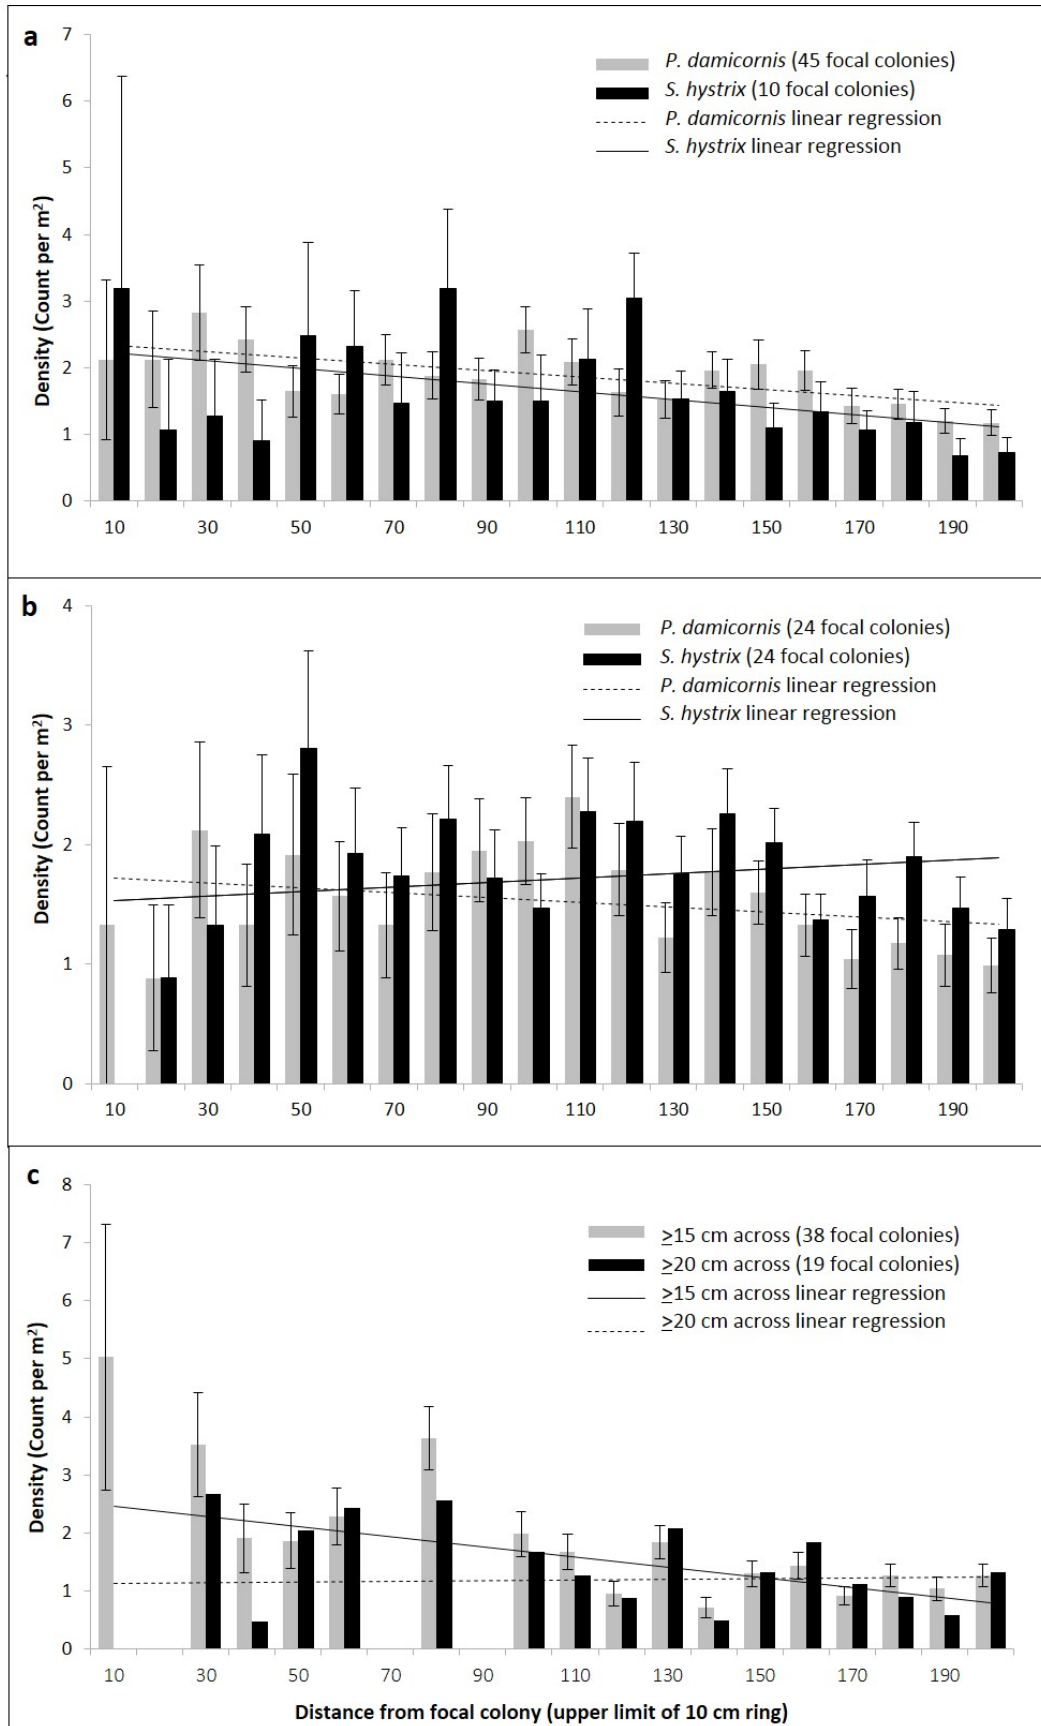 a
7
6
5
4
3
2
1
0
Density (Count per m²)
P. damicornis (45 focal colonies)
S. hystrix (10 focal colonies)
P. damicornis linear regression
S. hystrix linear regression
10 30 50 70 90 110 130 150 170 190
b
4
3
2
1
0
Density (Count per m²)
P. damicornis (24 focal colonies)
S. hystrix (24 focal colonies)
P. damicornis linear regression
S. hystrix linear regression
10 30 50 70 90 110 130 150 170 190
c
8
7
6
5
4
3
2
1
0
Density (Count per m²)
≥15 cm across (38 focal colonies)
≥20 cm across (19 focal colonies)
≥15 cm across linear regression
≥20 cm across linear regression
10 30 50 70 90 110 130 150 170 190
Distance from focal colony (upper limit of 10 cm ring)